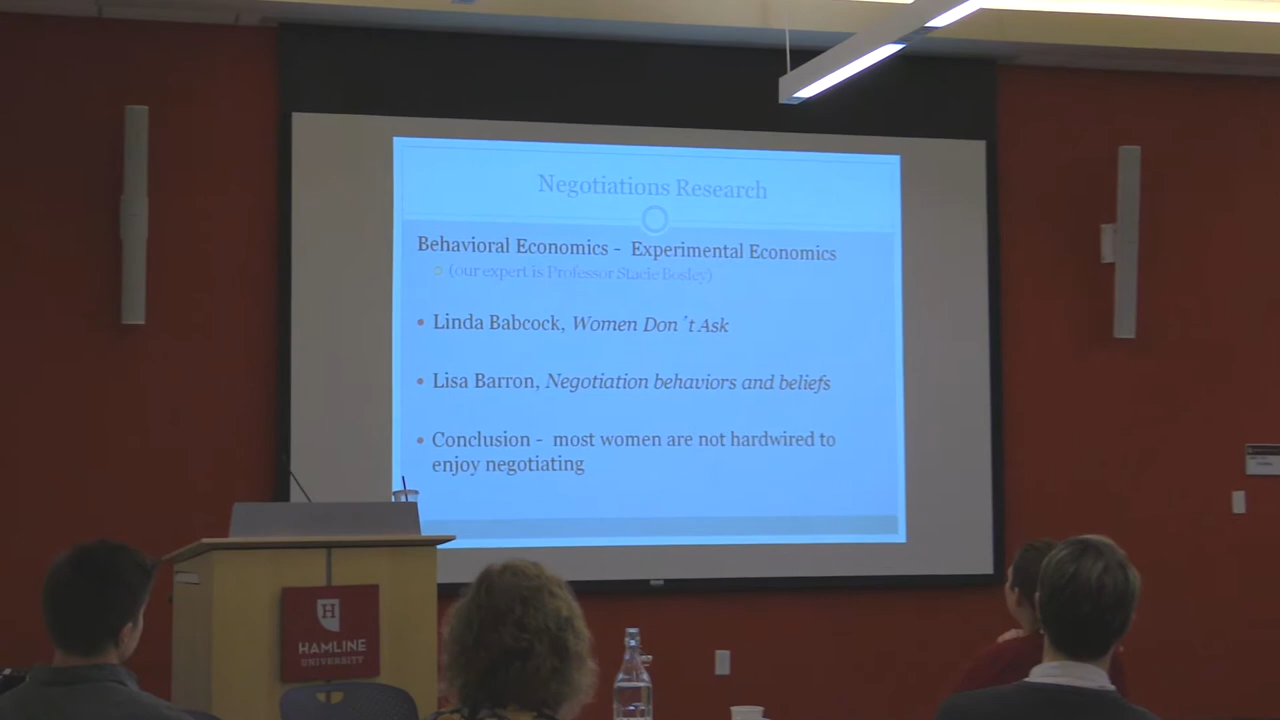 Negotiations Research
Behavioral Economics - Experimental Economics
(our expert is Professor Stacie Bosley)
• Linda Babcock, Women Don´t Ask
• Lisa Barron, Negotiation behaviors and beliefs
• Conclusion - most women are not hardwired to
enjoy negotiating
H
HAMLINE
UNIVERSITY